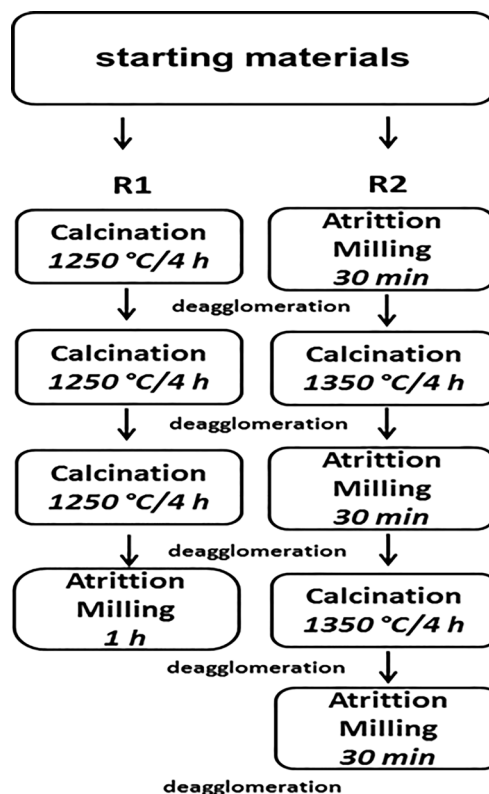 starting materials
R1
R2
Calcination
1250 °C/4 h
Atrittion
Milling
30 min
deagglomeration
Calcination
1250 °C/4 h
Calcination
1350 °C/4 h
deagglomeration
Calcination
1250 °C/4 h
Atrittion
Milling
30 min
deagglomeration
Atrittion
Milling
1 h
Calcination
1350 °C/4 h
deagglomeration
Atrittion
Milling
30 min
deagglomeration